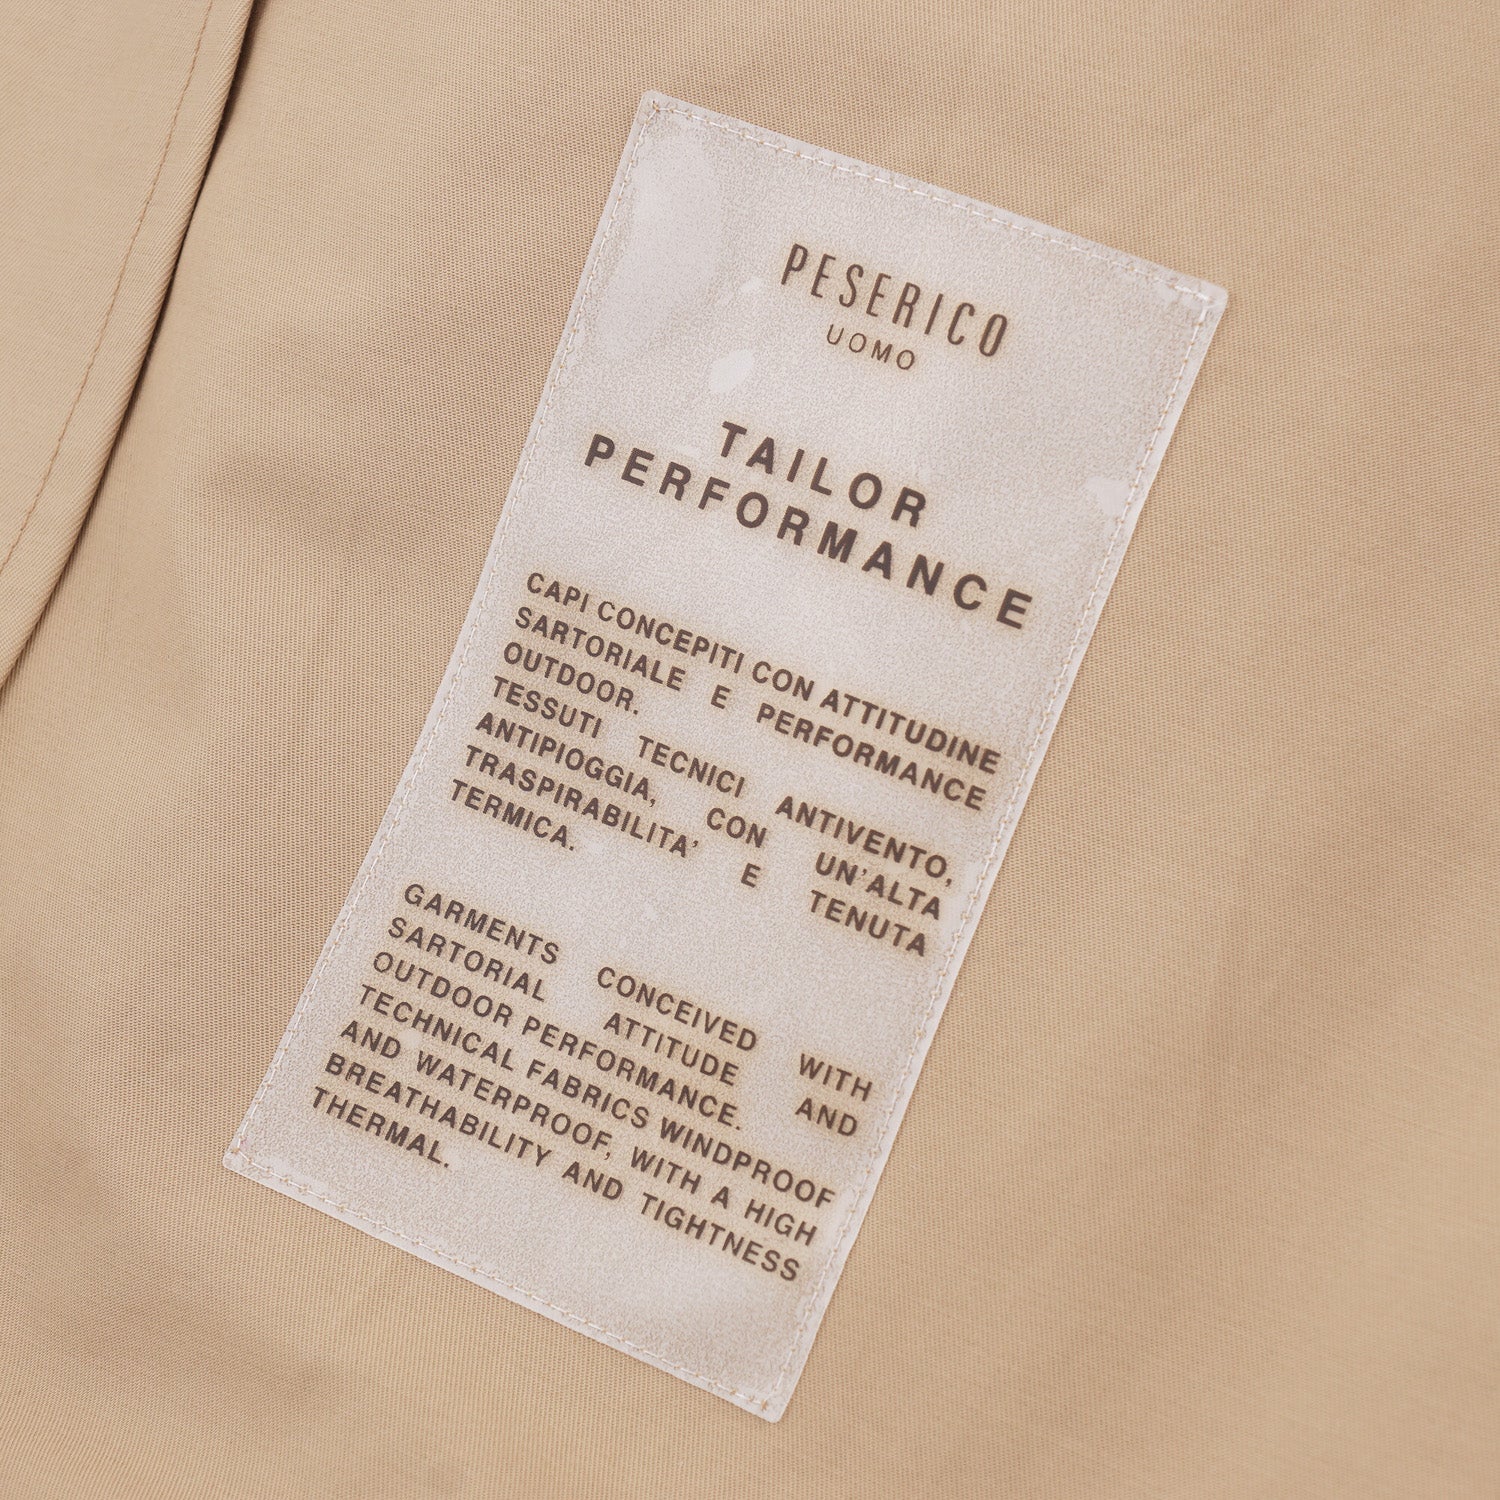 PESERICO
UOMO
TAILOR
PERFORMANCE
CAPI CONCEPITI CON ATTITUDINE
SARTORIALE E PERFORMANCE
OUTDOOR.
TESSUTI TECNICI ANTIVENTO,
ANTIPIOGGIA, CON UN'ALTA
TRASPIRABILITA' E TENUTA
TERMICA.
GARMENTS CONCEIVED WITH
SARTORIAL ATTITUDE AND
OUTDOOR PERFORMANCE.
TECHNICAL FABRICS WINDPROOF
AND WATERPROOF, WITH A HIGH
BREATHABILITY AND TIGHTNESS
THERMAL.